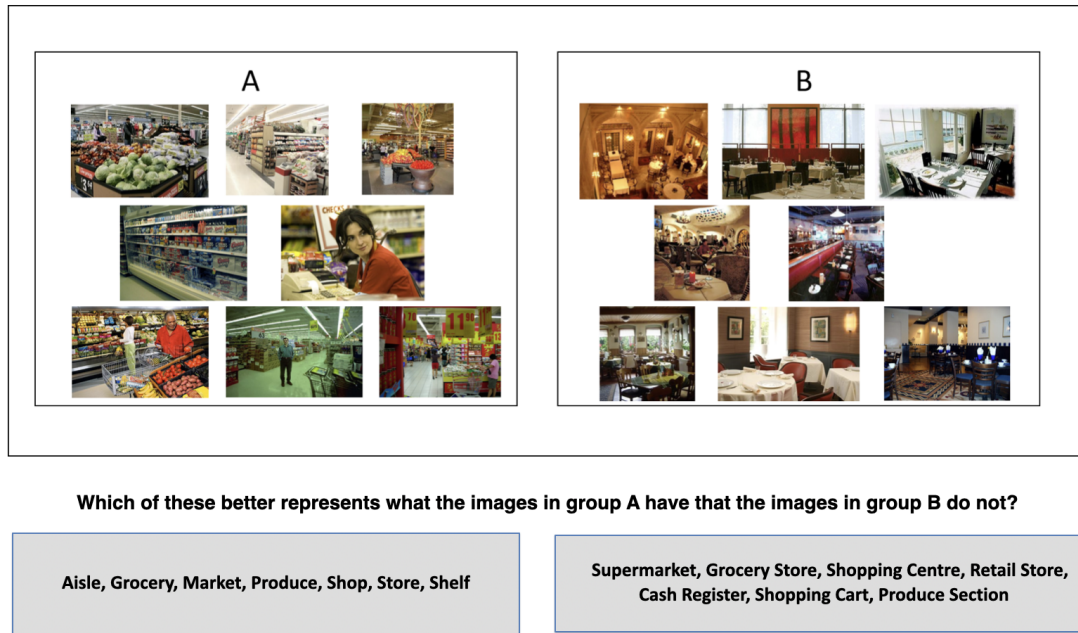 A
B
Which of these better represents what the images in group A have that the images in group B do not?
Aisle, Grocery, Market, Produce, Shop, Store, Shelf
Supermarket, Grocery Store, Shopping Centre, Retail Store,
Cash Register, Shopping Cart, Produce Section